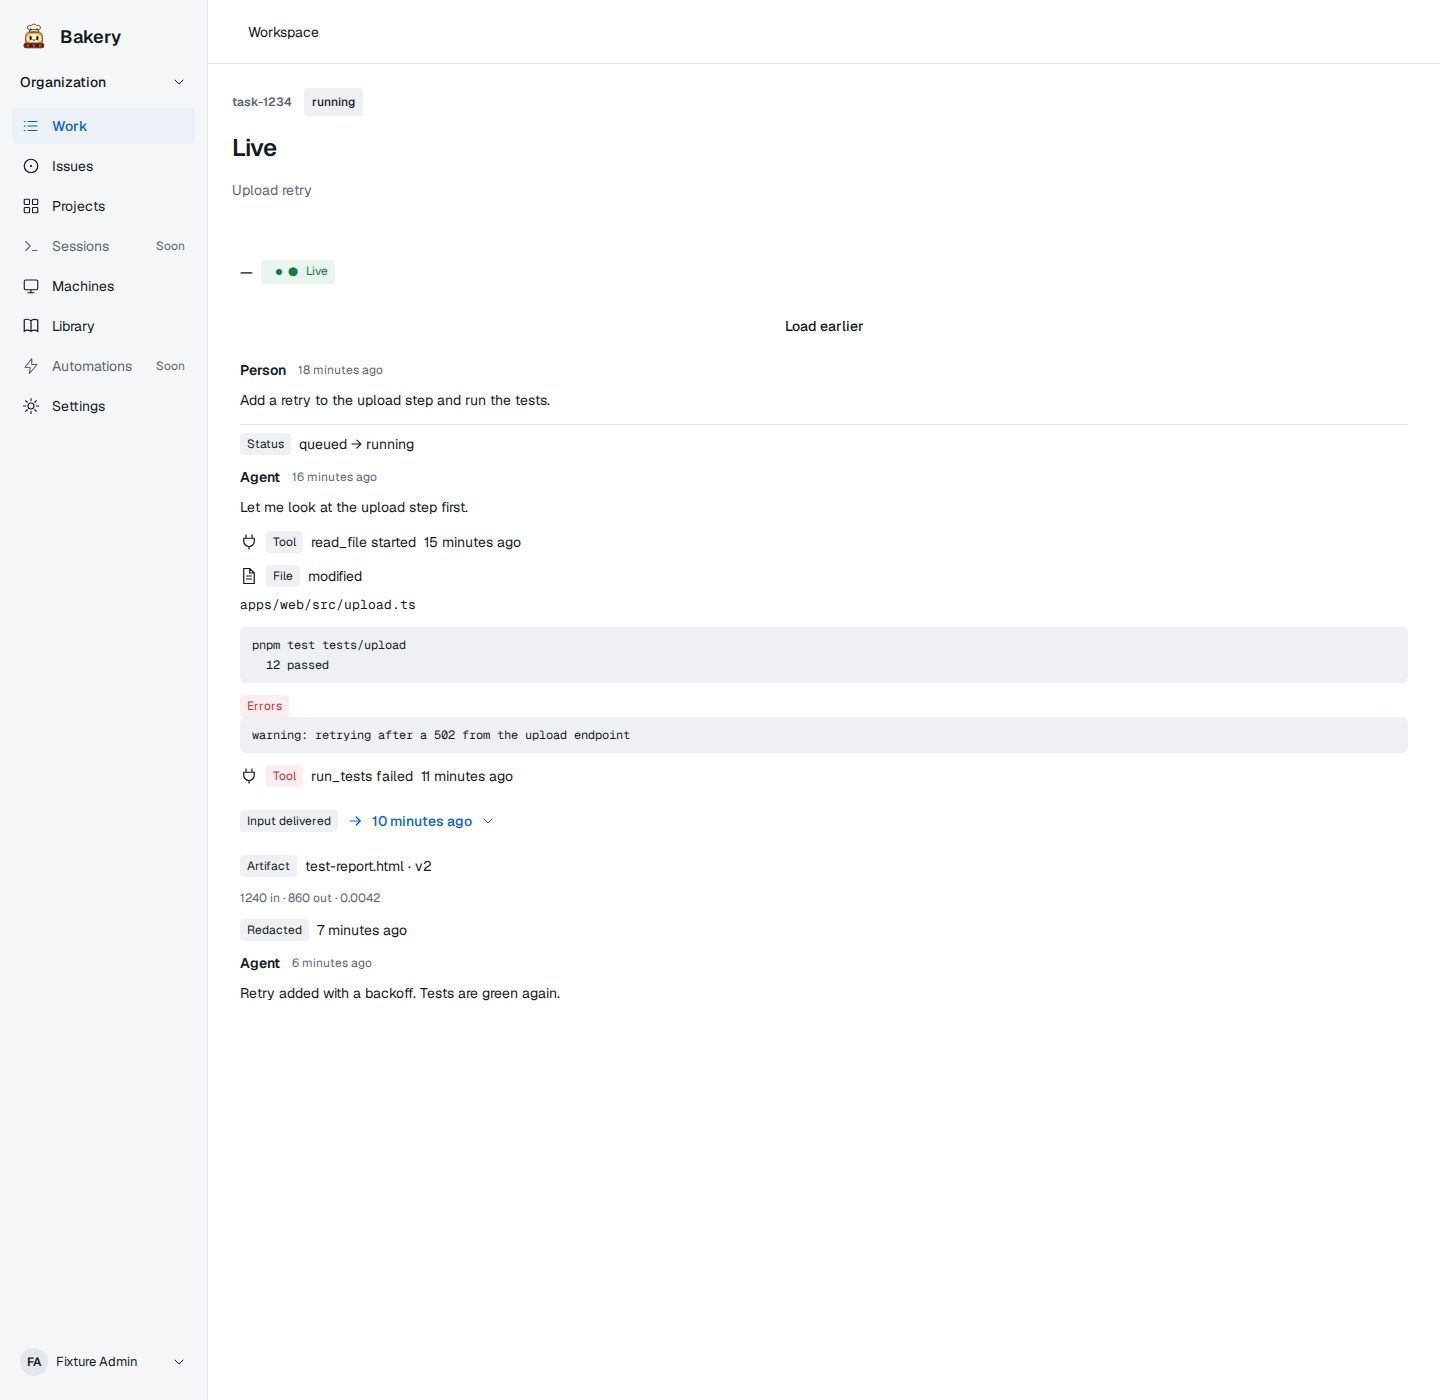 Bakery
Organization
Work
Issues
Projects
Sessions Soon
Machines
Library
Automations Soon
Settings
FA Fixture Admin
Workspace
task-1234 running
Live
Upload retry
— Live
Load earlier
Person 18 minutes ago
Add a retry to the upload step and run the tests.
Status queued → running
Agent 16 minutes ago
Let me look at the upload step first.
Tool read_file started 15 minutes ago
File modified
apps/web/src/upload.ts
pnpm test tests/upload
12 passed
Errors
warning: retrying after a 502 from the upload endpoint
Tool run_tests failed 11 minutes ago
Input delivered → 10 minutes ago
Artifact test-report.html · v2
1240 in · 860 out · 0.0042
Redacted 7 minutes ago
Agent 6 minutes ago
Retry added with a backoff. Tests are green again.